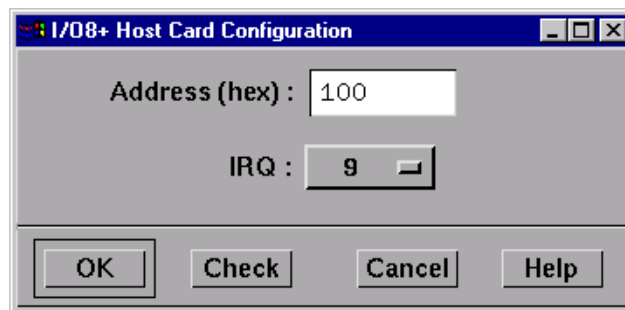 I/O8+ Host Card Configuration
Address (hex) : 100
IRQ : 9
OK Check Cancel Help